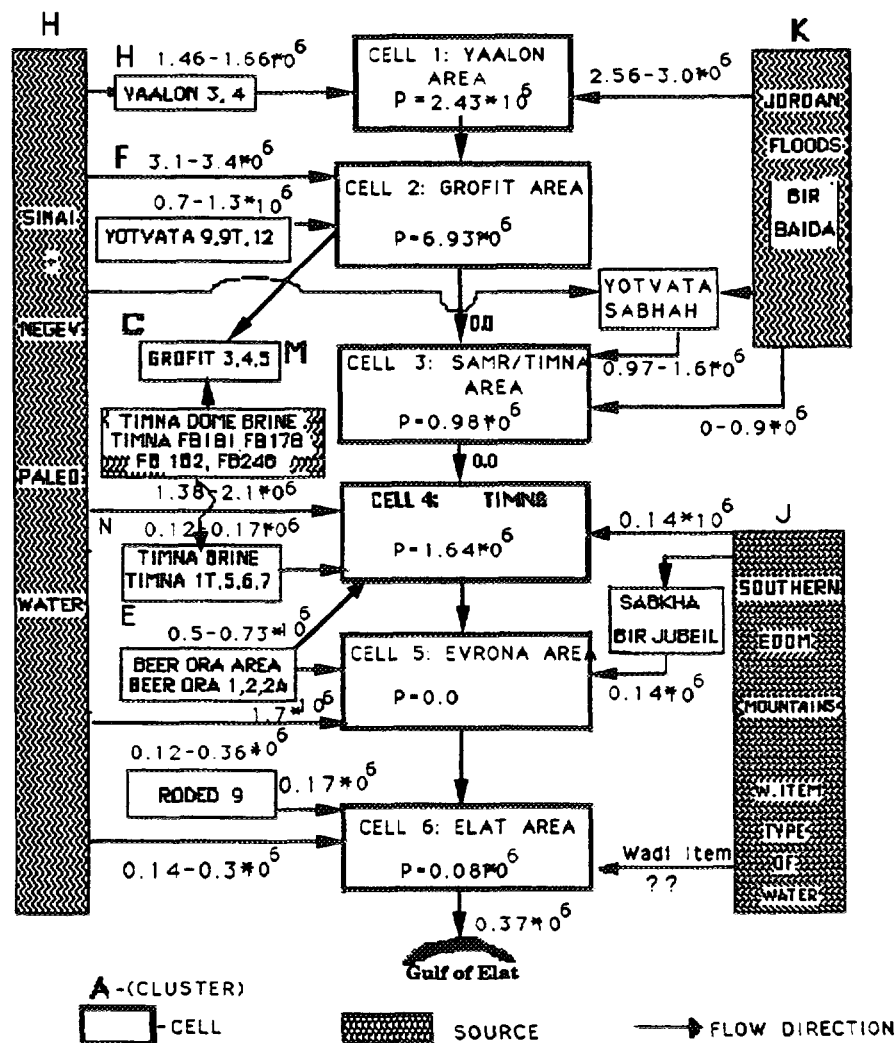 H
K
H
1.46-1.66*10^6
YAALON 3, 4
CELL 1: YAALON
AREA
P=2.43*10^6
2.56-3.0*10^6
JORDAN
FLOODS
BIR
BAIDA
F
3.1-3.4*10^6
0.7-1.3*10^6
YOTVATA 9,9T,12
CELL 2: GROFIT AREA
P=6.93*10^6
SINAI
NEGEV
PALEO
WATER
YOTVATA
SABHAH
0.0
C
GROFIT 3,4,5
M
CELL 3: SAMR/TIMNA
AREA
P=0.98*10^6
0.97-1.6*10^6
0-0.9*10^6
TIMNA DOME BRINE
TIMNA FB1B1 FB17B
FB 1B2, FB24B
0.0
1.38-2.1*10^6
N
0.12-0.17*10^6
TIMNA BRINE
TIMNA 1T,5,6,7
CELL 4: TIMNS
P=1.64*10^6
0.14*10^6
J
SOUTHERN
EDOM
MOUNTAINS
W.ITEM
TYPE
OF
WATER
SABKHA
BIR JUBEIL
0.14*10^6
E
0.5-0.73*10^6
BEER ORA AREA
BEER ORA 1,2,2A
CELL 5: EVRONA AREA
P=0.0
1.7*10^6
0.12-0.36*10^6
RODED 9
0.17*10^6
CELL 6: ELAT AREA
P=0.08*10^6
0.14-0.3*10^6
Wadi Item
??
0.37*10^6
Gulf of Elat
A-(CLUSTER)
-CELL
SOURCE
FLOW DIRECTION